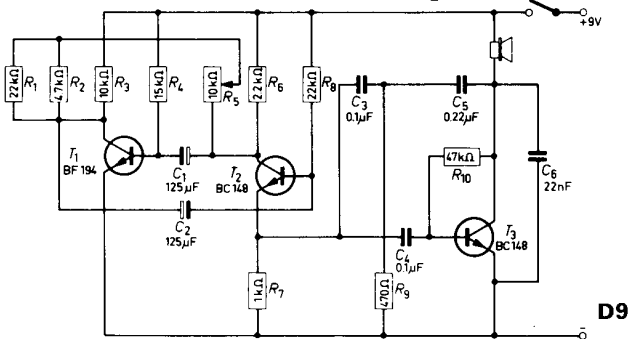 +9V
22kΩ R1
47kΩ R2
10kΩ R3
15kΩ R4
10kΩ R5
2.2kΩ R6
22kΩ R8
C3
0.1µF
C5
0.22µF
T1
BF 194
C1
125µF
T2
BC 148
47kΩ
R10
C6
22nF
C2
125µF
C4
0.1µF
T3
BC 148
1kΩ R7
470Ω R9
D9
-